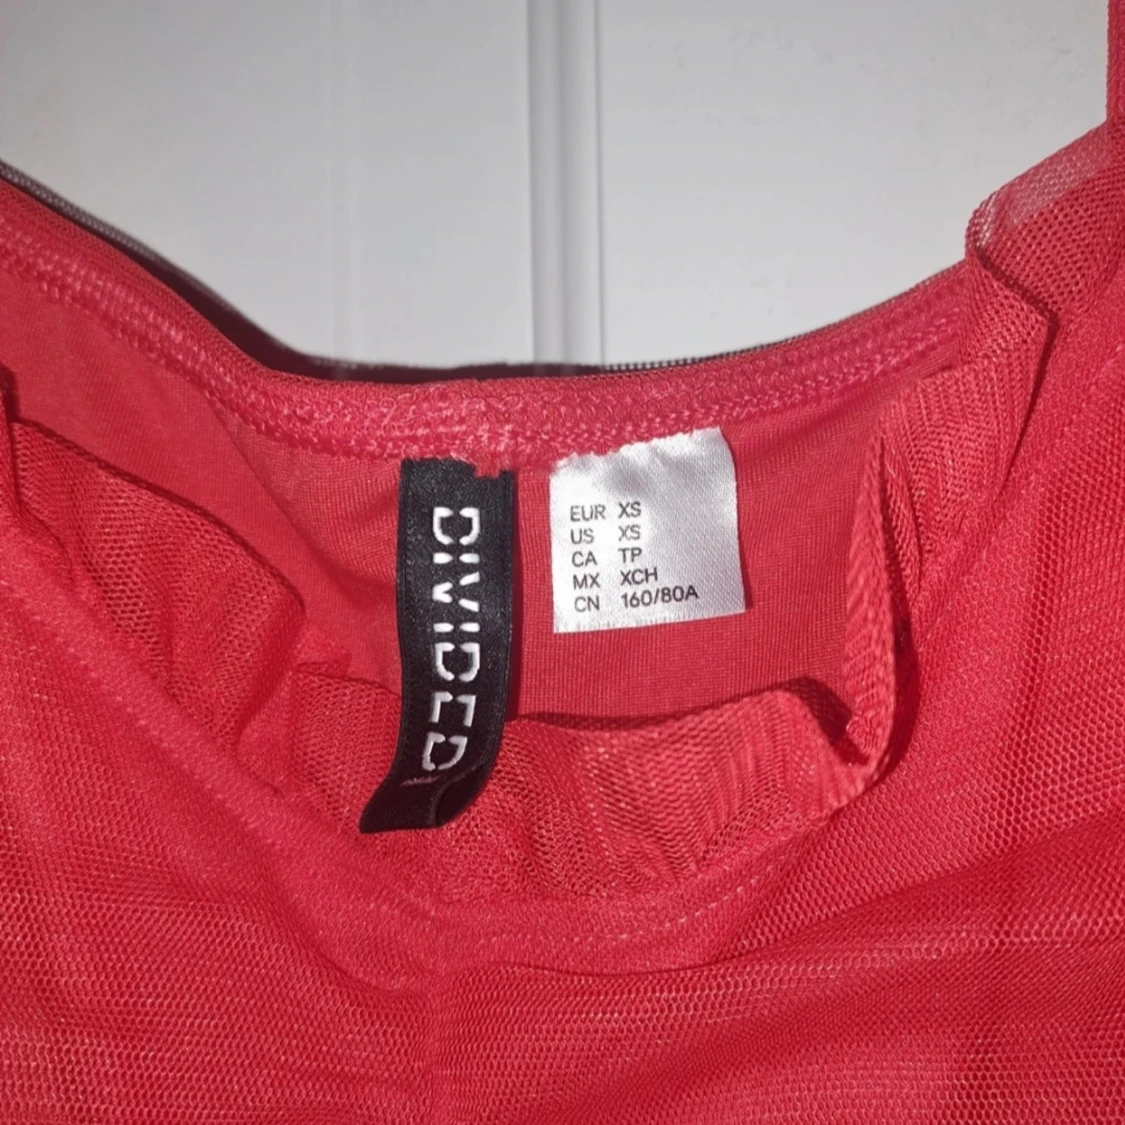 DIVIDED
EUR XS
US XS
CA TP
MX XCH
CN 160/80A